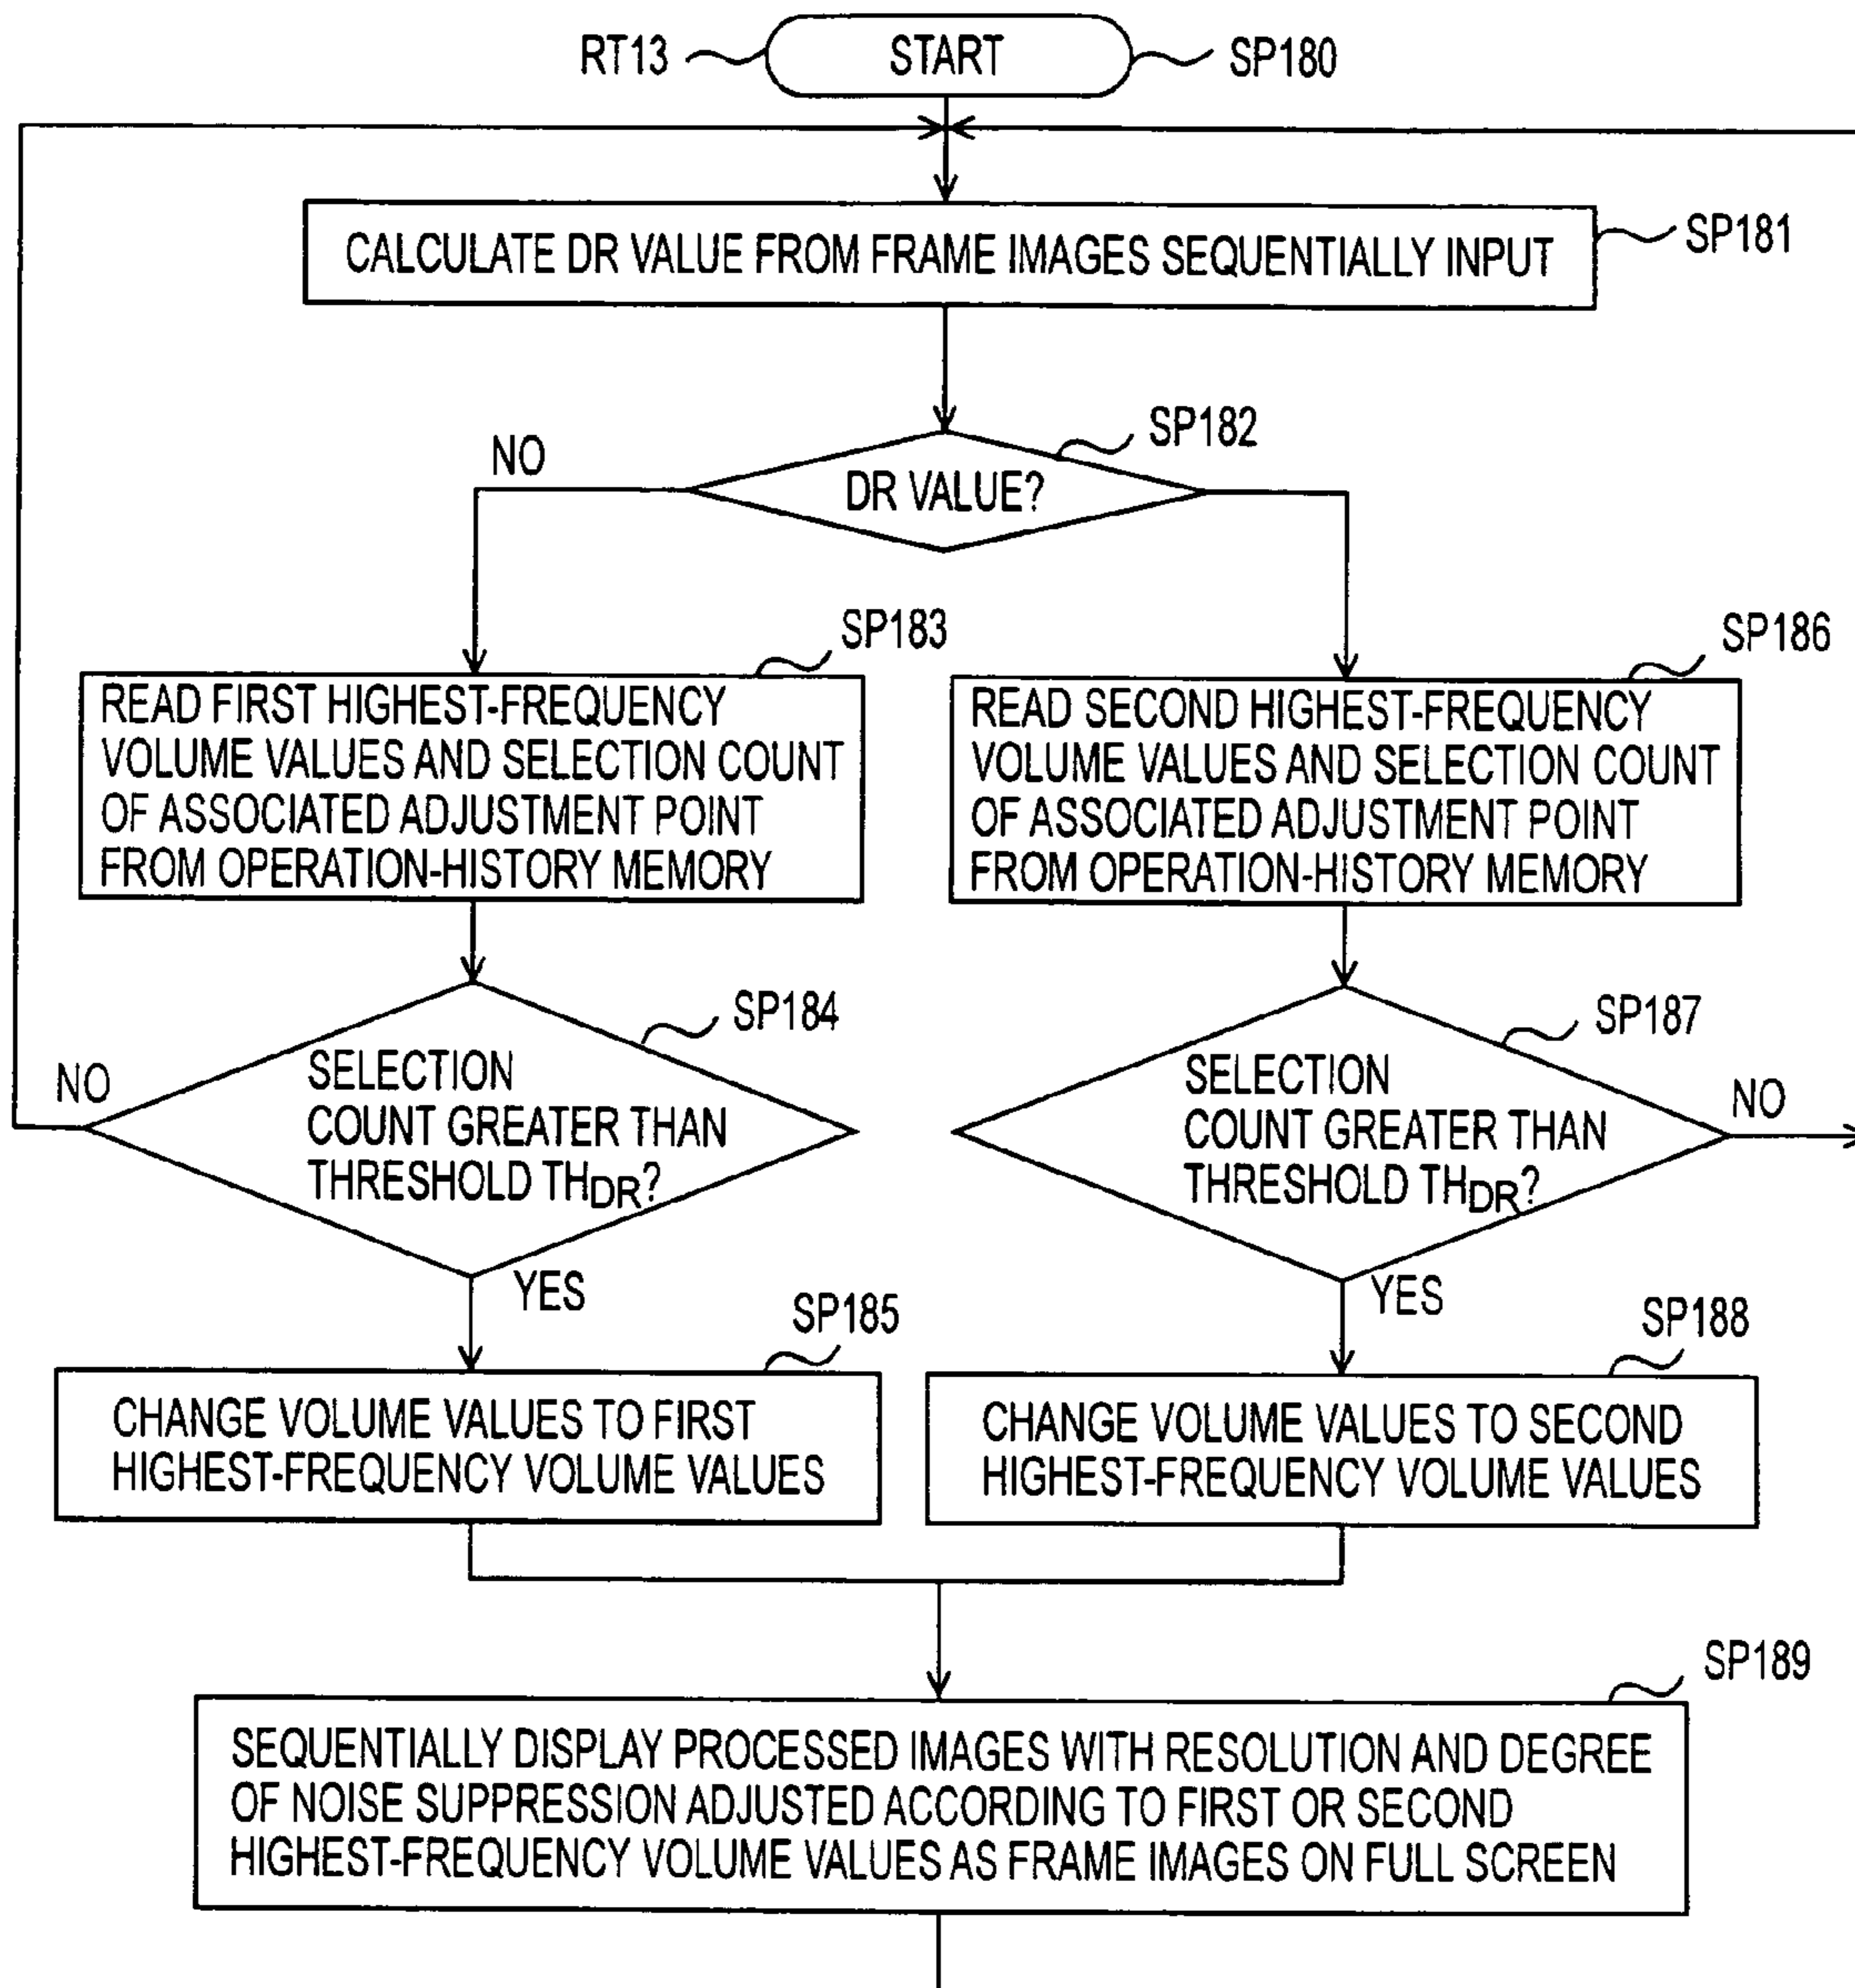 RT13
START
SP180
CALCULATE DR VALUE FROM FRAME IMAGES SEQUENTIALLY INPUT
SP181
SP182
NO
DR VALUE?
SP183
READ FIRST HIGHEST-FREQUENCY
VOLUME VALUES AND SELECTION COUNT
OF ASSOCIATED ADJUSTMENT POINT
FROM OPERATION-HISTORY MEMORY
SP186
READ SECOND HIGHEST-FREQUENCY
VOLUME VALUES AND SELECTION COUNT
OF ASSOCIATED ADJUSTMENT POINT
FROM OPERATION-HISTORY MEMORY
SP184
NO
SELECTION
COUNT GREATER THAN
THRESHOLD THDR?
YES
SP187
SELECTION
COUNT GREATER THAN
THRESHOLD THDR?
NO
YES
SP185
CHANGE VOLUME VALUES TO FIRST
HIGHEST-FREQUENCY VOLUME VALUES
SP188
CHANGE VOLUME VALUES TO SECOND
HIGHEST-FREQUENCY VOLUME VALUES
SP189
SEQUENTIALLY DISPLAY PROCESSED IMAGES WITH RESOLUTION AND DEGREE
OF NOISE SUPPRESSION ADJUSTED ACCORDING TO FIRST OR SECOND
HIGHEST-FREQUENCY VOLUME VALUES AS FRAME IMAGES ON FULL SCREEN